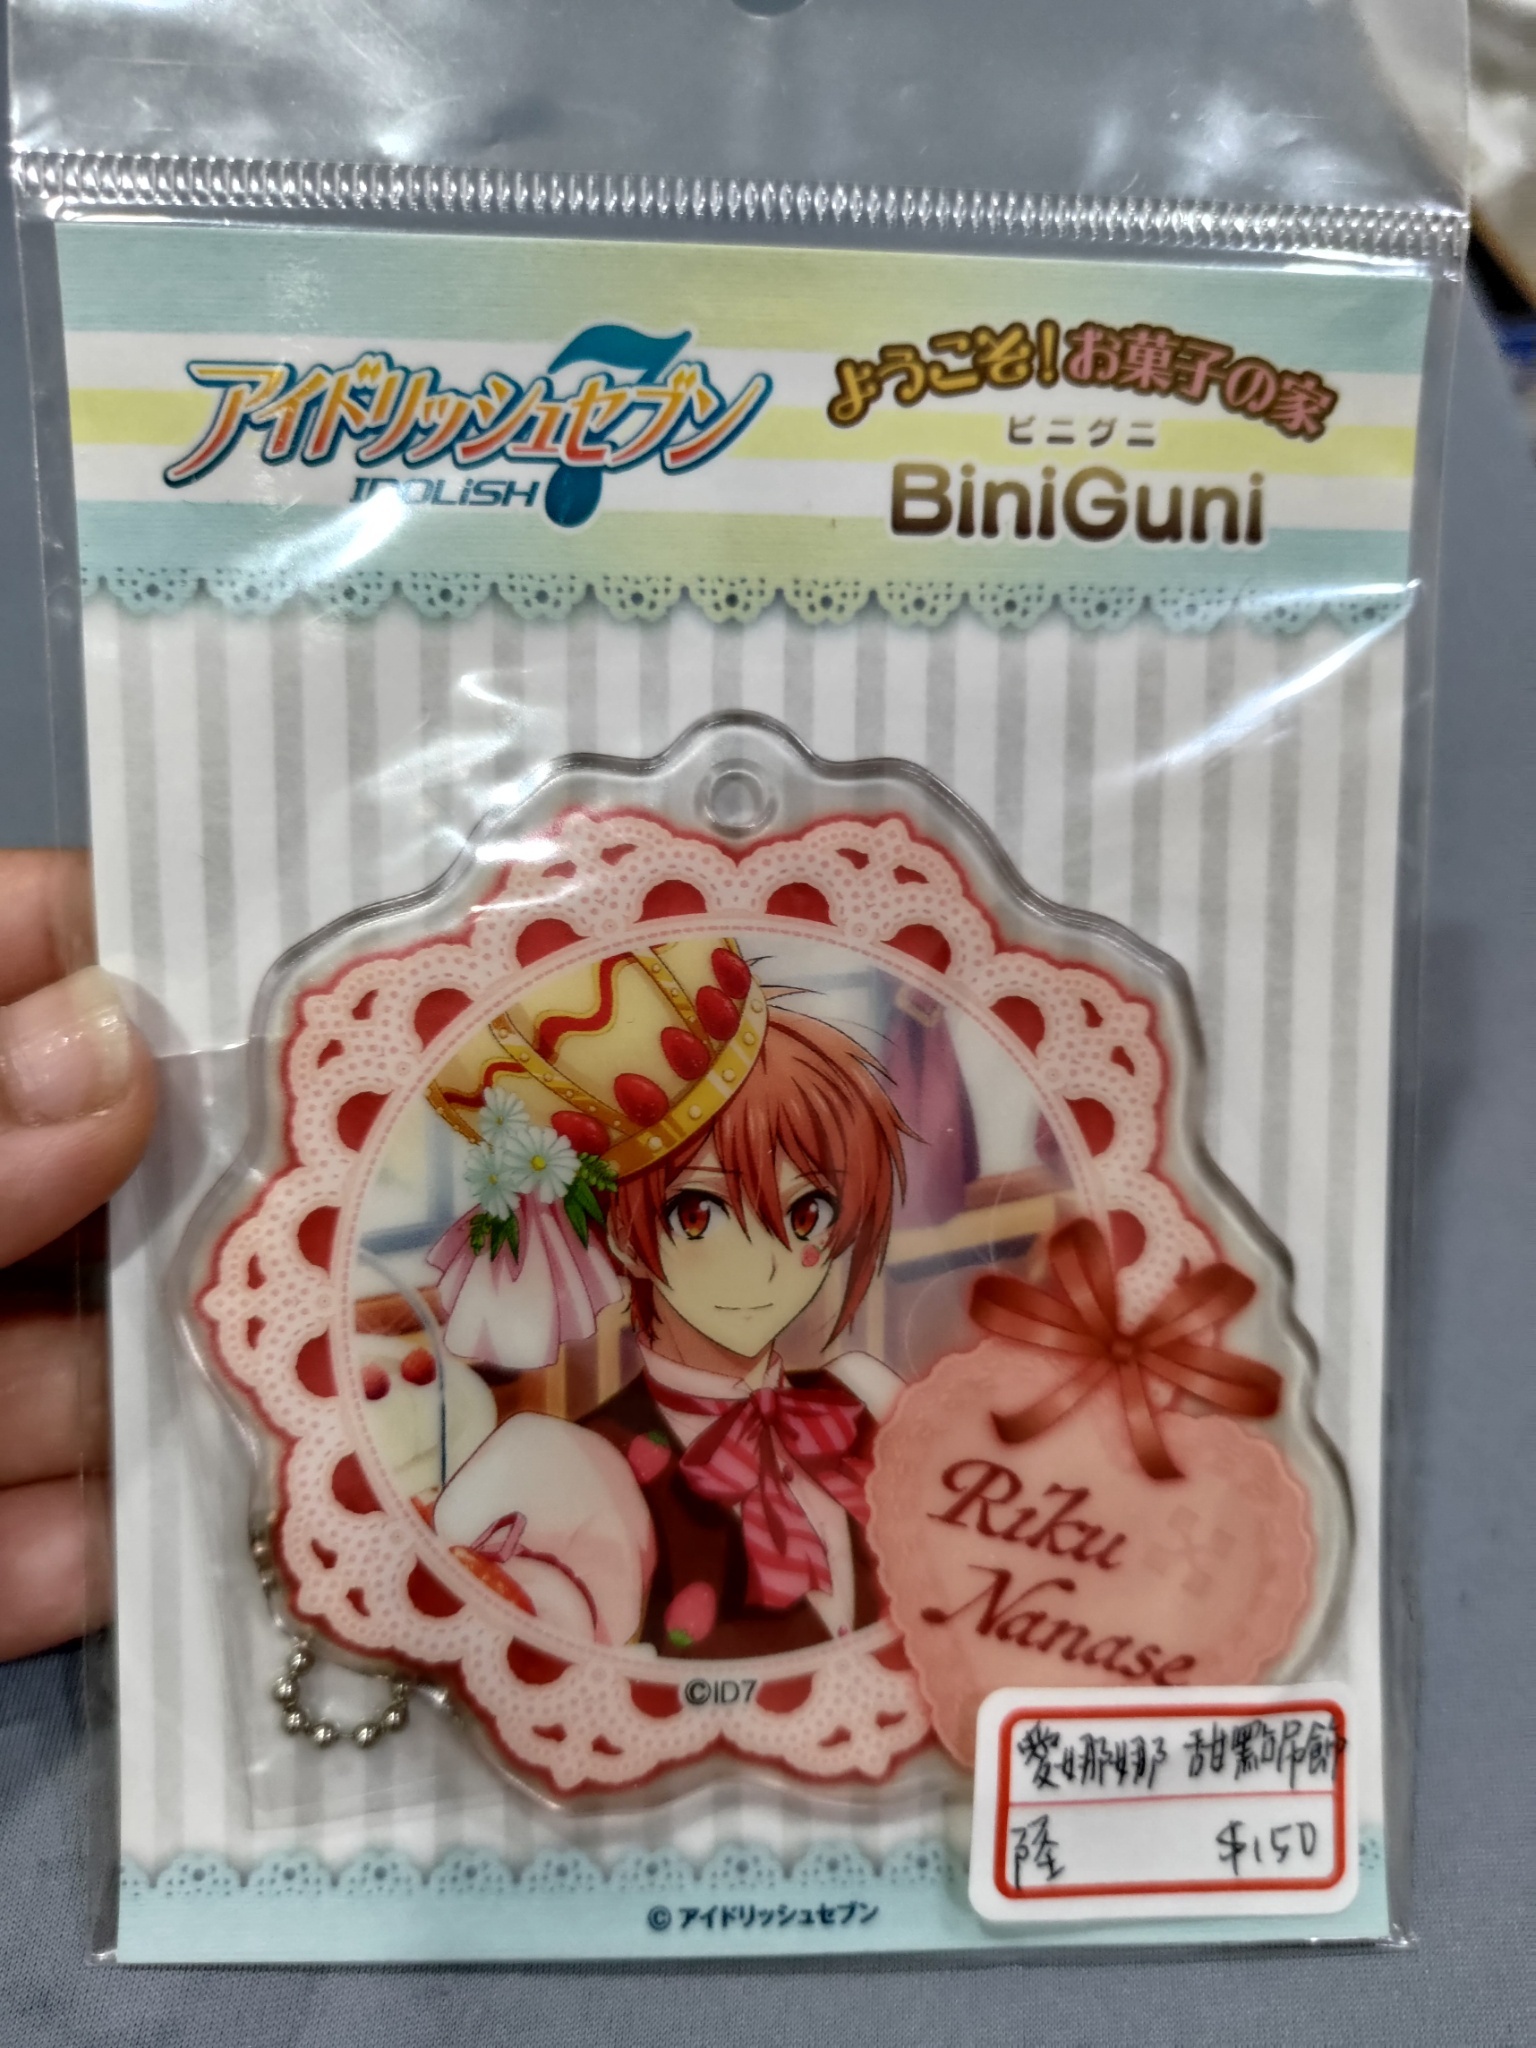 アイドリッシュセブン
IDOLiSH7
ようこそ!お菓子の家
ビニグニ
BiniGuni
Riku
Nanase
©ID7
愛娜娜 甜點吊飾
陸 $150
© アイドリッシュセブン